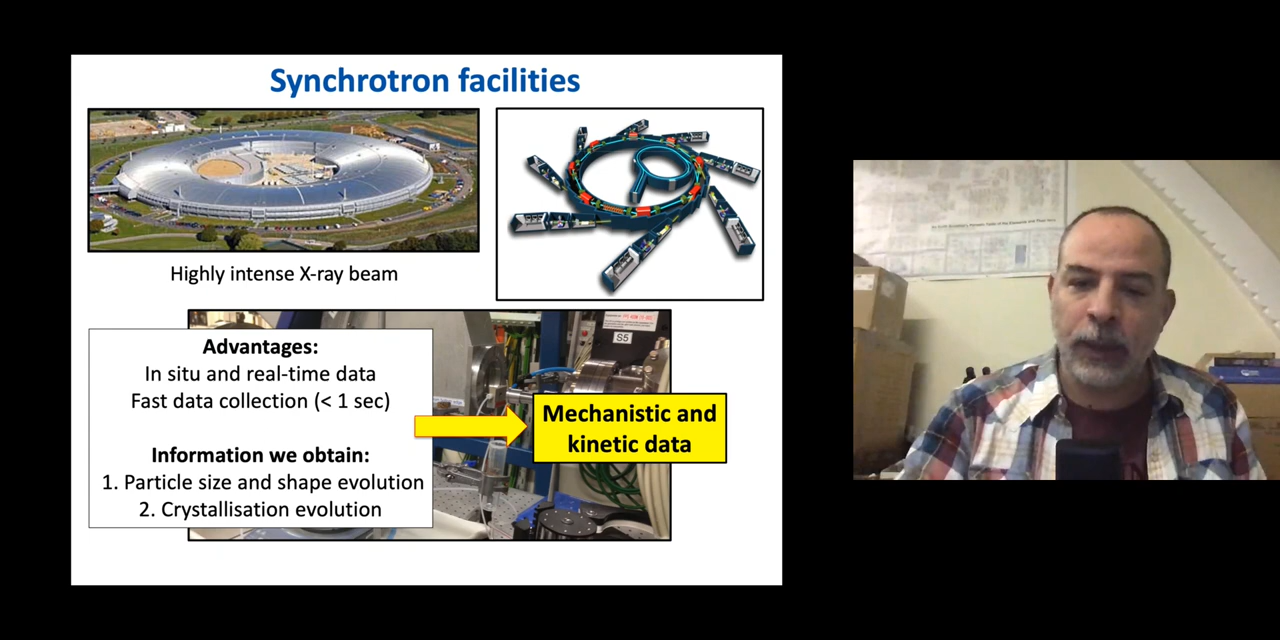 Synchrotron facilities
Highly intense X-ray beam
S5
Advantages:
In situ and real-time data
Fast data collection (< 1 sec)
Information we obtain:
1. Particle size and shape evolution
2. Crystallisation evolution
Mechanistic and
kinetic data